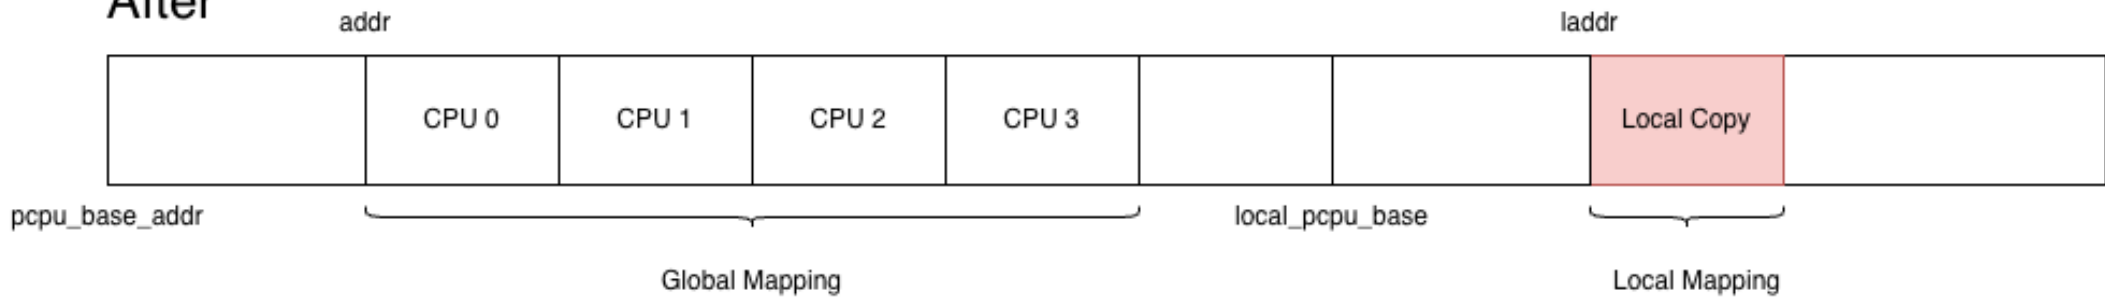 After
addr
laddr
CPU 0
CPU 1
CPU 2
CPU 3
Local Copy
pcpu_base_addr
local_pcpu_base
Global Mapping
Local Mapping